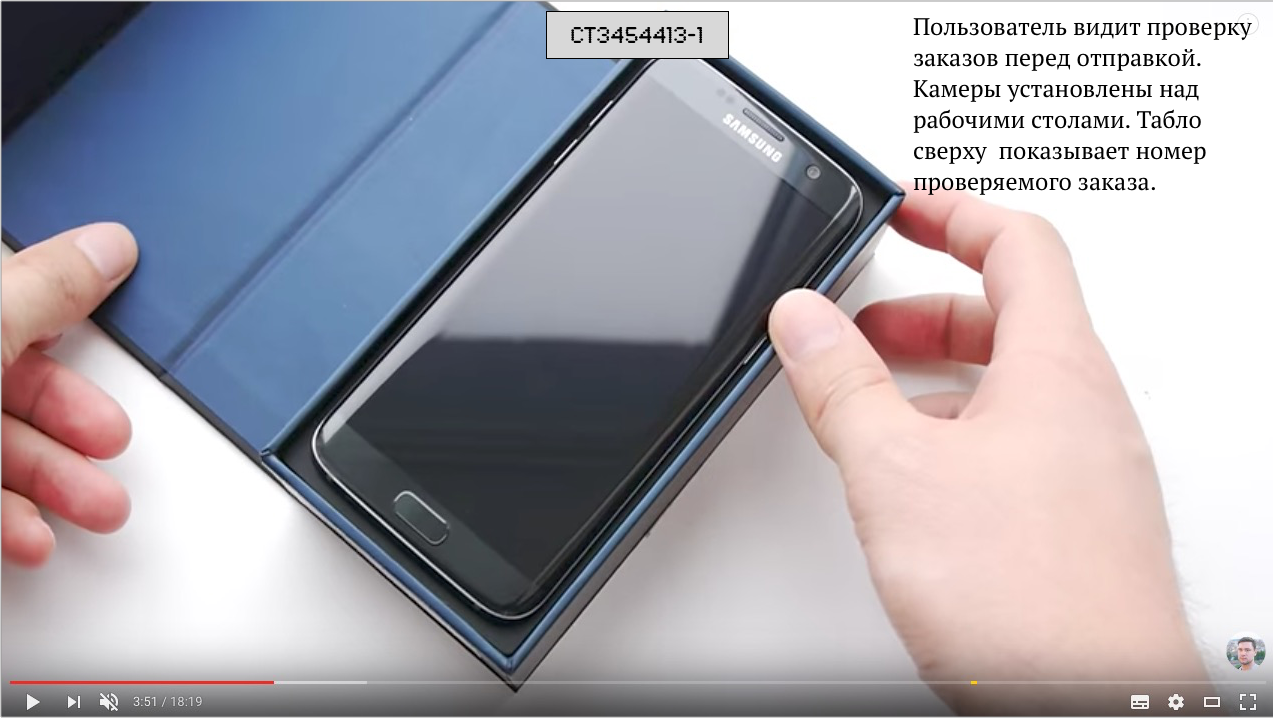 CT3454413-1
Пользователь видит проверку
заказов перед отправкой.
Камеры установлены над
рабочими столами. Табло
сверху  показывает номер
проверяемого заказа.
SAMSUNG
3:51 / 18:19